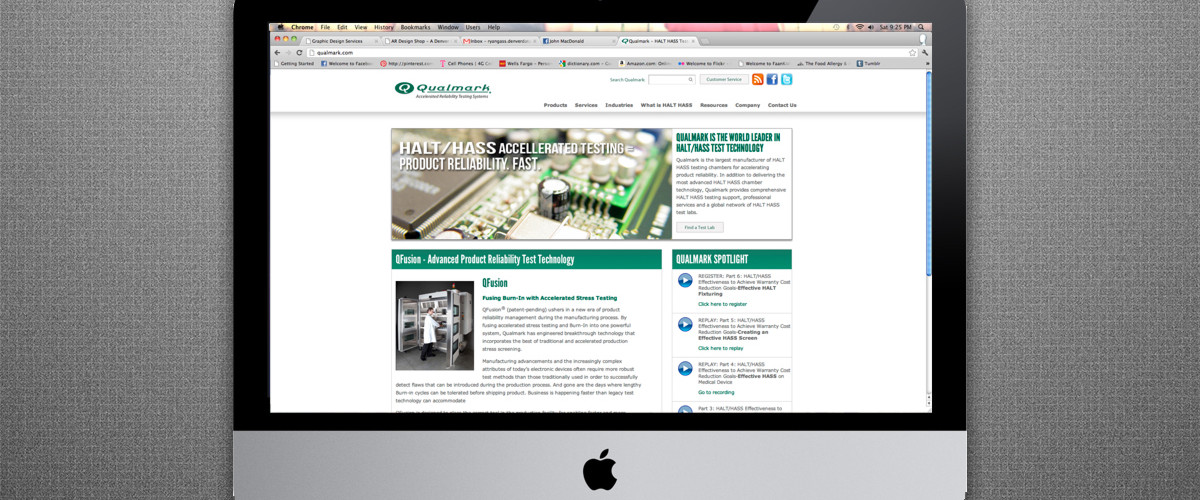 Chrome File Edit View History Bookmarks Window Users Help
Sat 9:25 PM
Graphic Design Services
AR Design Shop – A Denver
Inbox – ryangass.denver
John MacDonald
Qualmark – HALT HASS Test
qualmark.com
Getting Started
Welcome to Facebo
http://pinterest.com
Cell Phones | 4G C
Wells Fargo – Person
dictionary.com – G
Amazon.com: Onlin
Welcome to Flickr
Welcome to Faanti
The Food Allergy &
Tumblr
Qualmark
Accelerated Reliability Testing Systems
Search Qualmark
Customer Service
Products Services Industries What is HALT HASS Resources Company Contact Us
HALT/HASS ACCELLERATED TESTING =
PRODUCT RELIABILITY. FAST.
QUALMARK IS THE WORLD LEADER IN
HALT/HASS TEST TECHNOLOGY
Qualmark is the largest manufacturer of HALT
HASS testing chambers for accelerating
product reliability. In addition to delivering the
most advanced HALT HASS chamber
technology, Qualmark provides comprehensive
HALT HASS testing support, professional
services and a global network of HALT HASS
test labs.
Find a Test Lab
QFusion - Advanced Product Reliability Test Technology
QFusion
Fusing Burn-In with Accelerated Stress Testing
QFusion® (patent-pending) ushers in a new era of product
reliability management during the manufacturing process. By
fusing accelerated stress testing and Burn-In into one powerful
system, Qualmark has engineered breakthrough technology that
incorporates the best of traditional and accelerated production
stress screening.
Manufacturing advancements and the increasingly complex
attributes of today's electronic devices often require more robust
test methods than those traditionally used in order to successfully
detect flaws that can be introduced during the production process. And gone are the days where lengthy
Burn-in cycles can be tolerated before shipping product. Business is happening faster than legacy test
technology can accommodate
QUALMARK SPOTLIGHT
REGISTER: Part 6: HALT/HASS
Effectiveness to Achieve Warranty Cost
Reduction Goals-Effective HALT
Fixturing
Click here to register
REPLAY: Part 5: HALT/HASS
Effectiveness to Achieve Warranty Cost
Reduction Goals-Creating an
Effective HASS Screen
Click here to replay
REPLAY: Part 4: HALT/HASS
Effectiveness to Achieve Warranty Cost
Reduction Goals-Effective HASS on
Medical Device
Go to recording
Part 3: HALT/HASS Effectiveness to